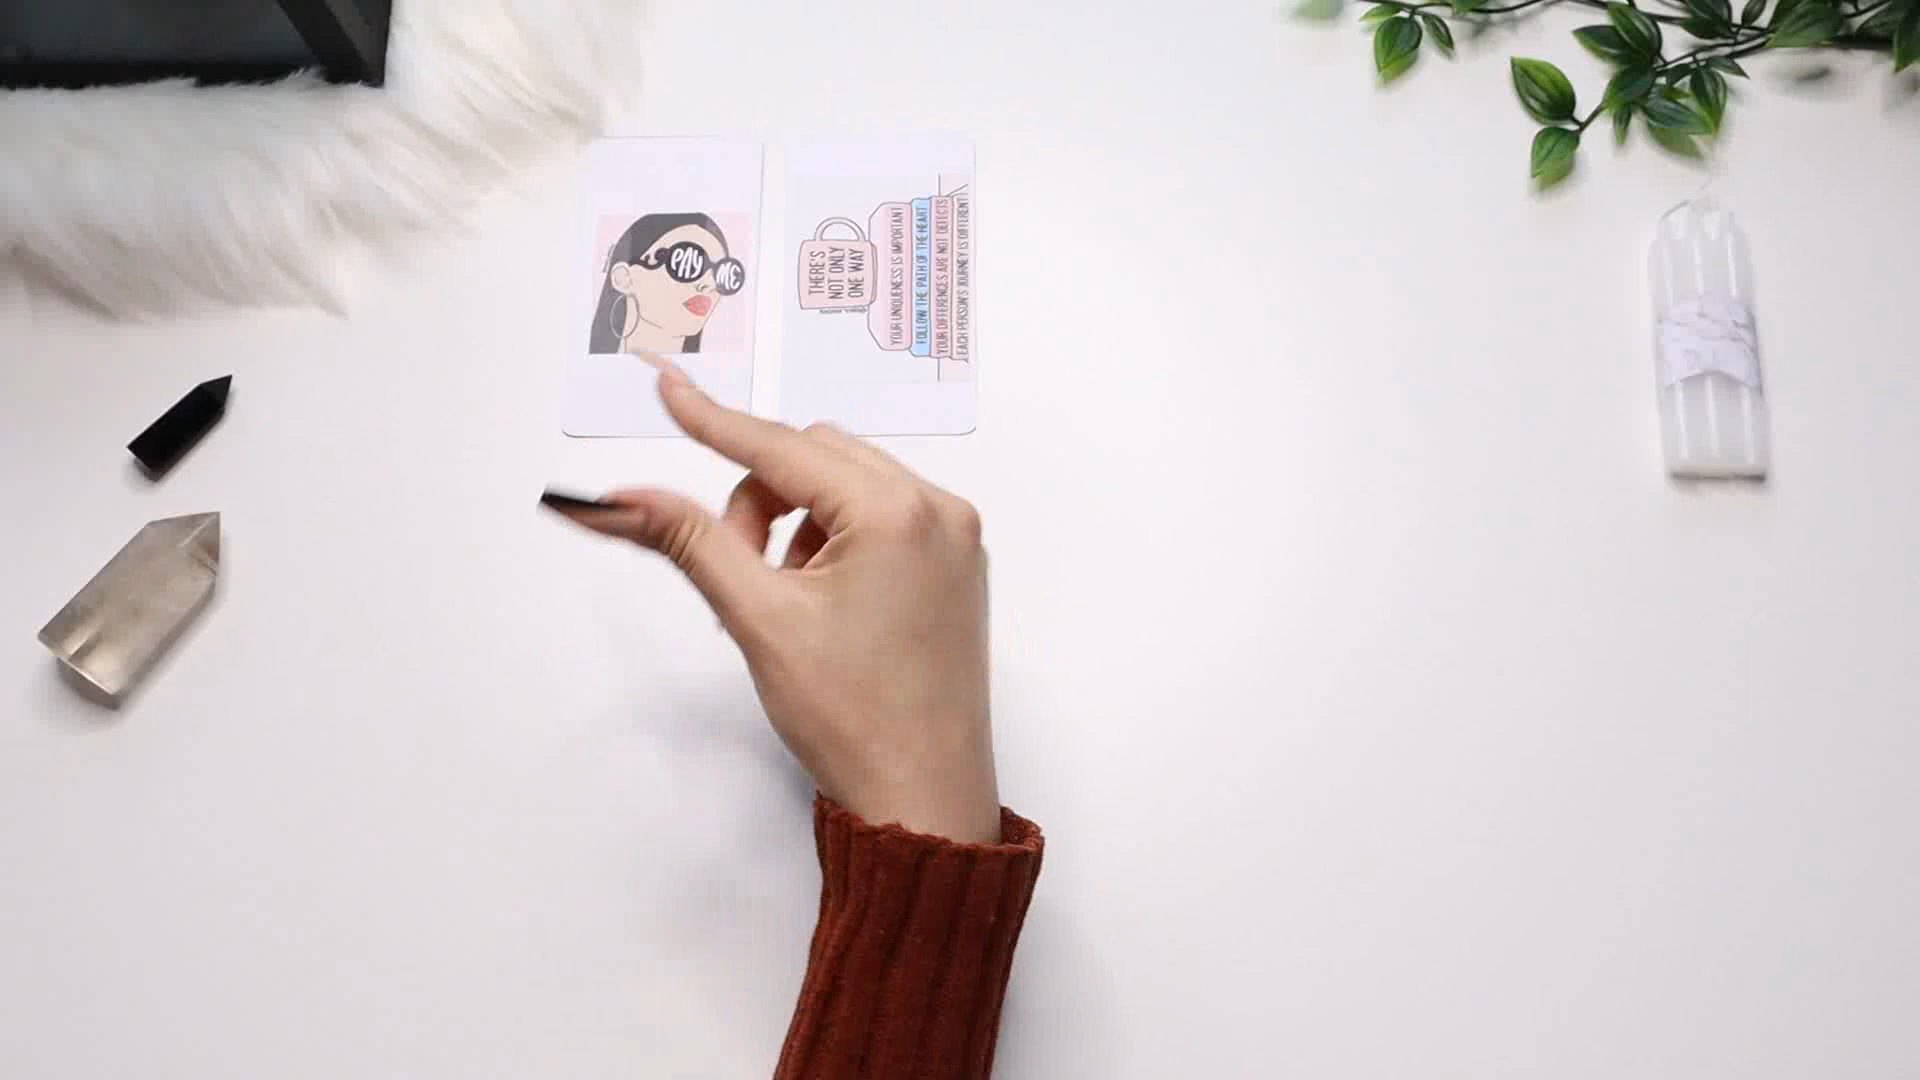 PAY ME
THERE'S
NOT ONLY
ONE WAY
YOUR UNIQUENESS IS IMPORTANT
FOLLOW THE PATH OF THE HEART
YOUR DIFFERENCES ARE NOT DEFECTS
EACH PERSON'S JOURNEY IS DIFFERENT